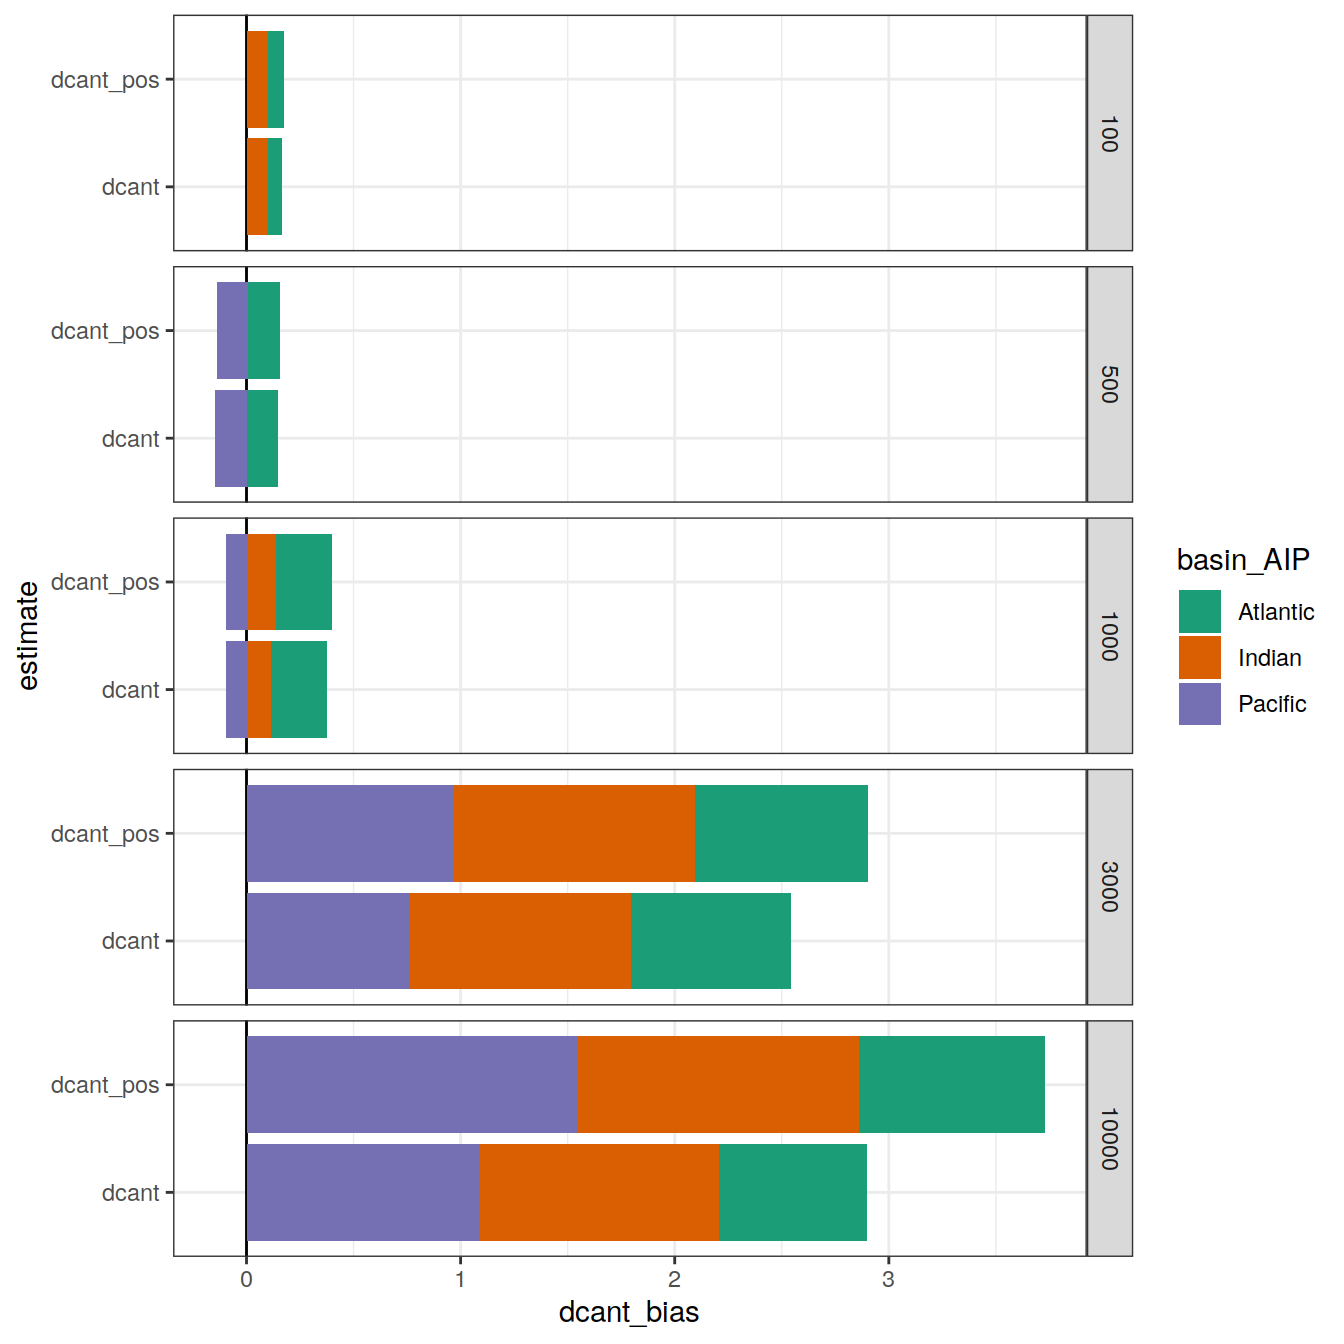 dcant_pos
dcant
100
dcant_pos
dcant
500
dcant_pos
dcant
1000
dcant_pos
dcant
3000
dcant_pos
dcant
10000
0 1 2 3
dcant_bias
estimate
basin_AIP
Atlantic
Indian
Pacific